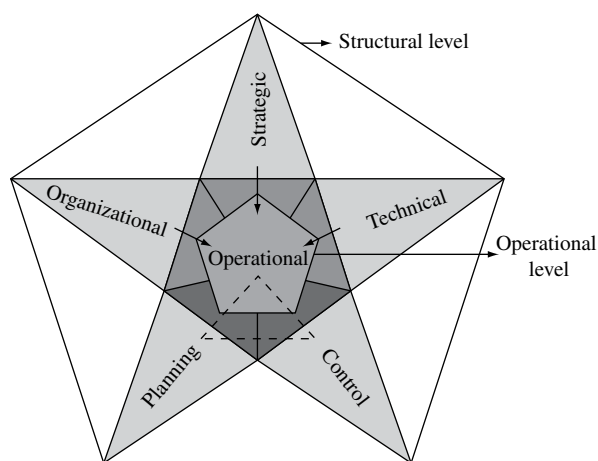 Structural level
Strategic
Organizational
Technical
Operational
Operational
level
Planning
Control